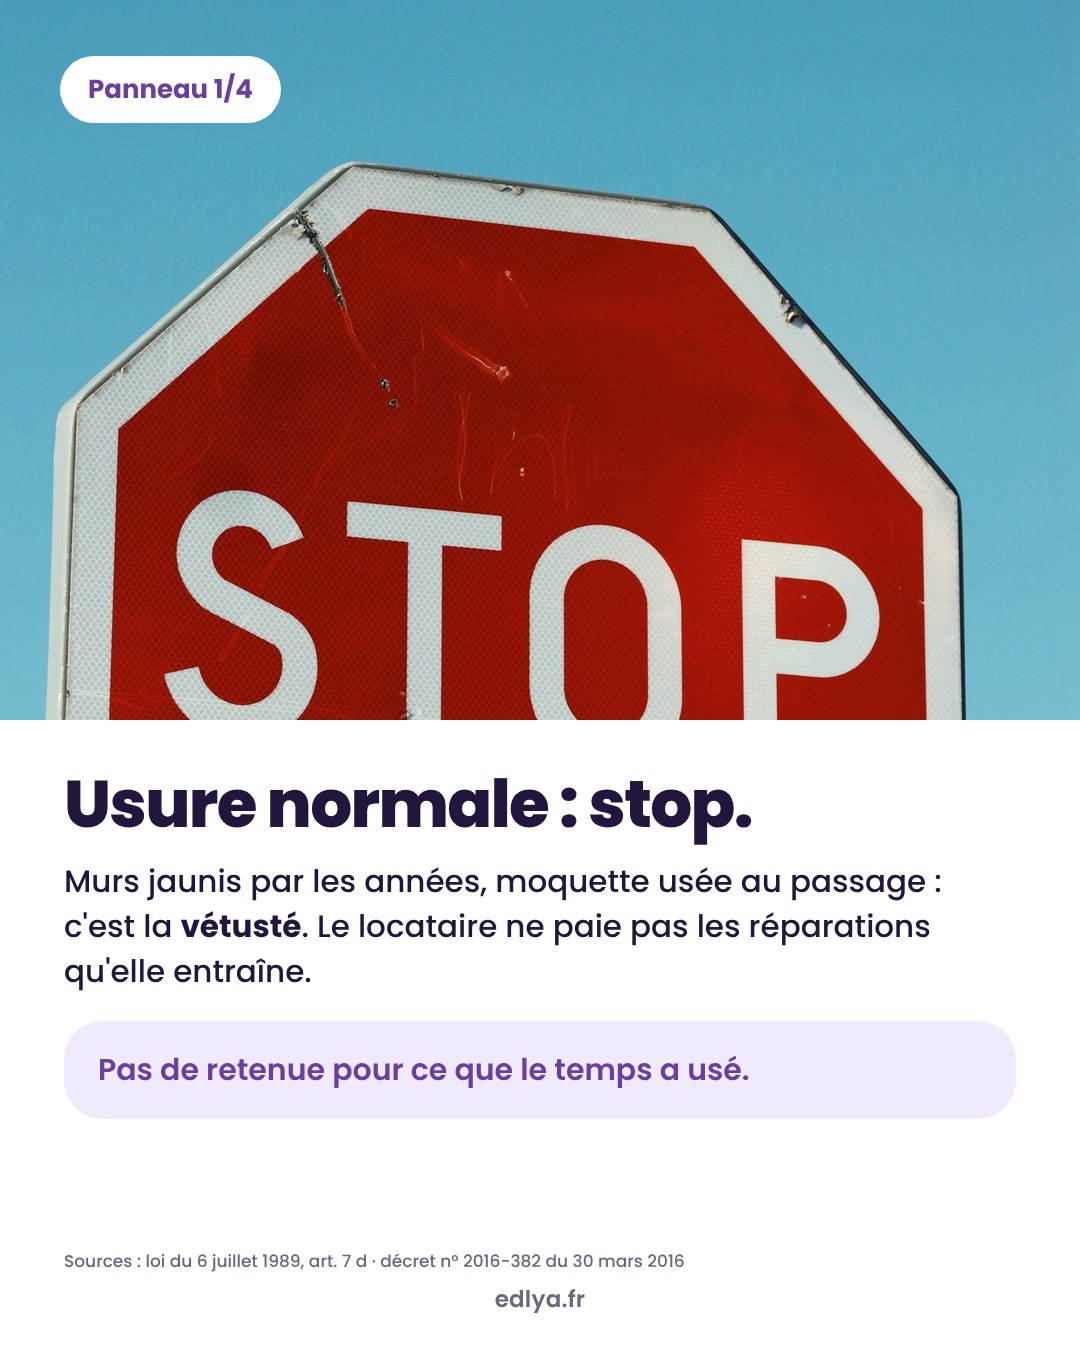 Panneau 1/4
STOP
Usure normale : stop.
Murs jaunis par les années, moquette usée au passage :
c'est la vétusté. Le locataire ne paie pas les réparations
qu'elle entraîne.
Pas de retenue pour ce que le temps a usé.
Sources : loi du 6 juillet 1989, art. 7 d · décret n° 2016-382 du 30 mars 2016
edlya.fr